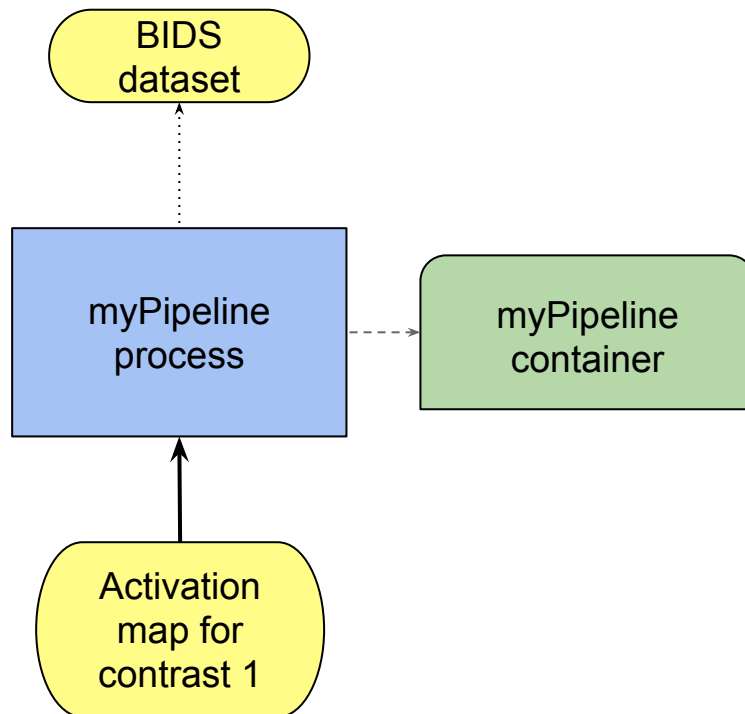 BIDS
dataset
myPipeline
process
myPipeline
container
Activation
map for
contrast 1